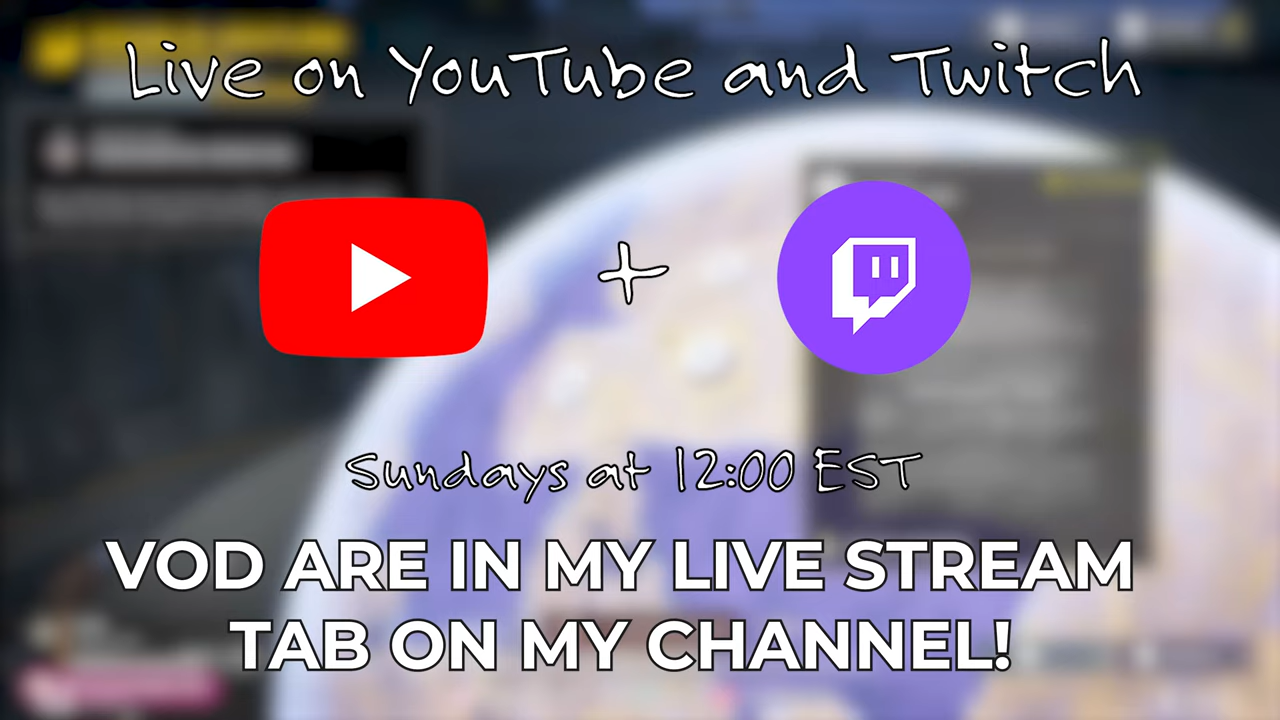 Live on YouTube and Twitch
+
Sundays at 12:00 EST
VOD ARE IN MY LIVE STREAM
TAB ON MY CHANNEL!